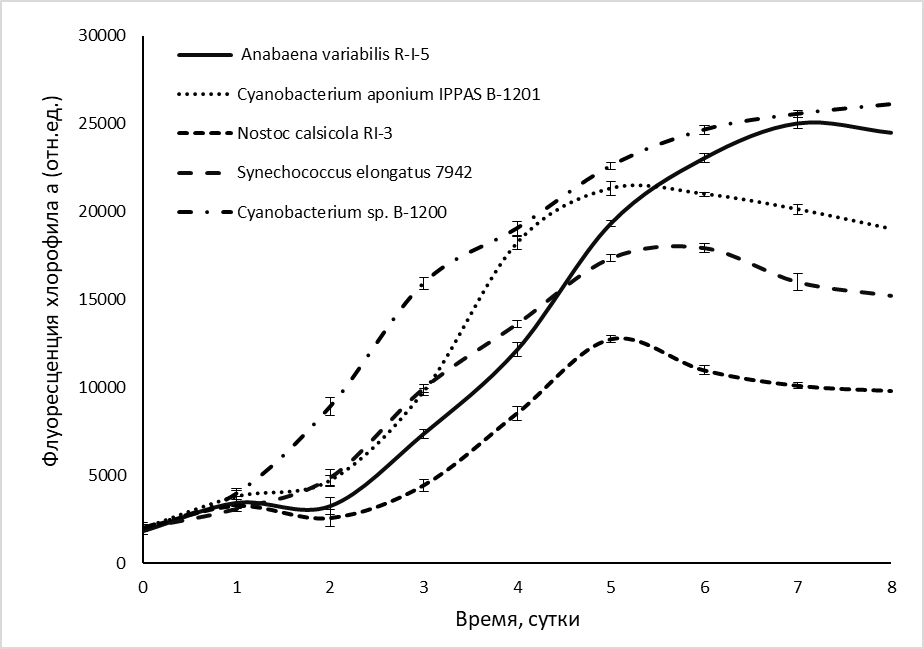 Флуоресценция хлорофила а (отн.ед.)
30000
25000
20000
15000
10000
5000
0
Anabaena variabilis R-I-5
Cyanobacterium aponium IPPAS B-1201
Nostoc calsicola RI-3
Synechococcus elongatus 7942
Cyanobacterium sp. B-1200
0 1 2 3 4 5 6 7 8
Время, сутки